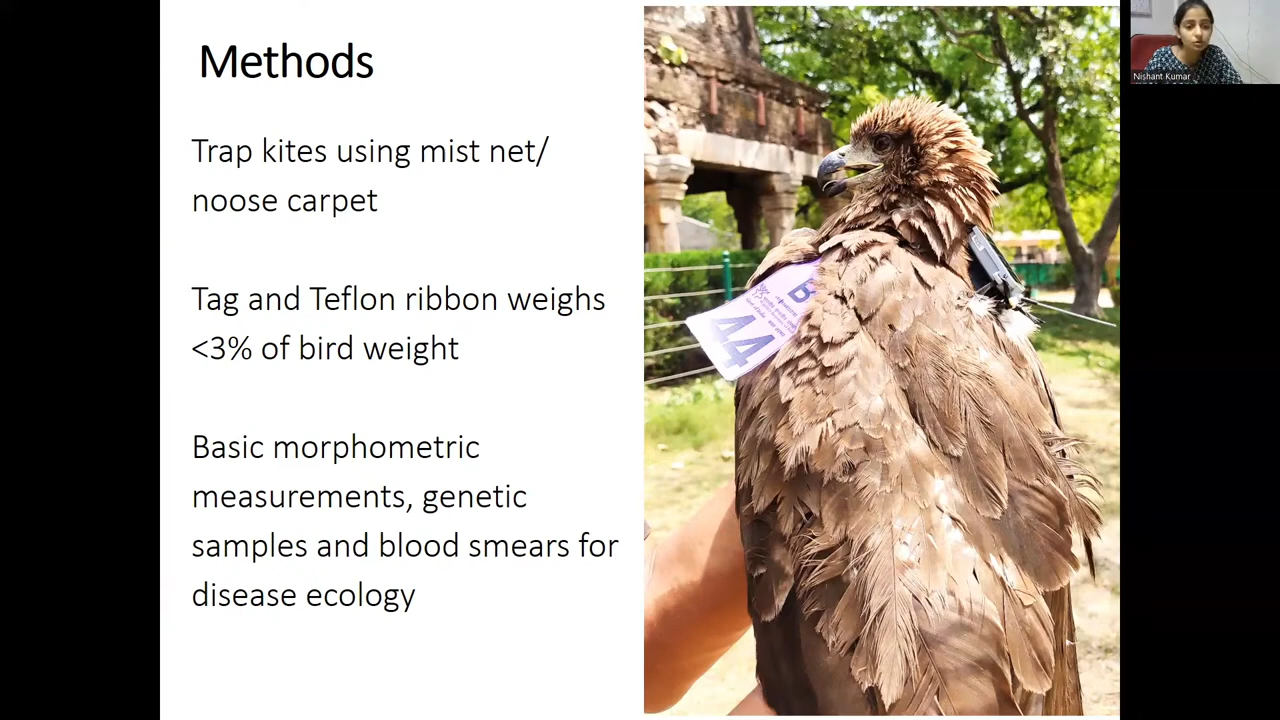 Methods
Trap kites using mist net/
noose carpet
Tag and Teflon ribbon weighs
<3% of bird weight
Basic morphometric
measurements, genetic
samples and blood smears for
disease ecology
B
44
Nishant Kumar